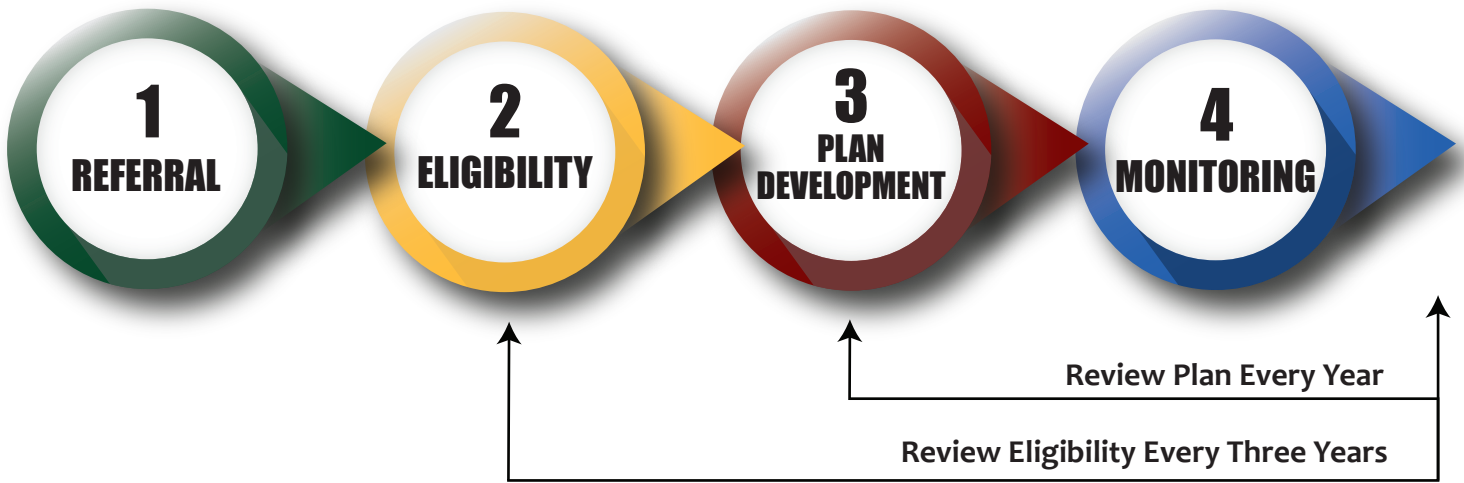 1
REFERRAL
2
ELIGIBILITY
3
PLAN
DEVELOPMENT
4
MONITORING
Review Plan Every Year
Review Eligibility Every Three Years